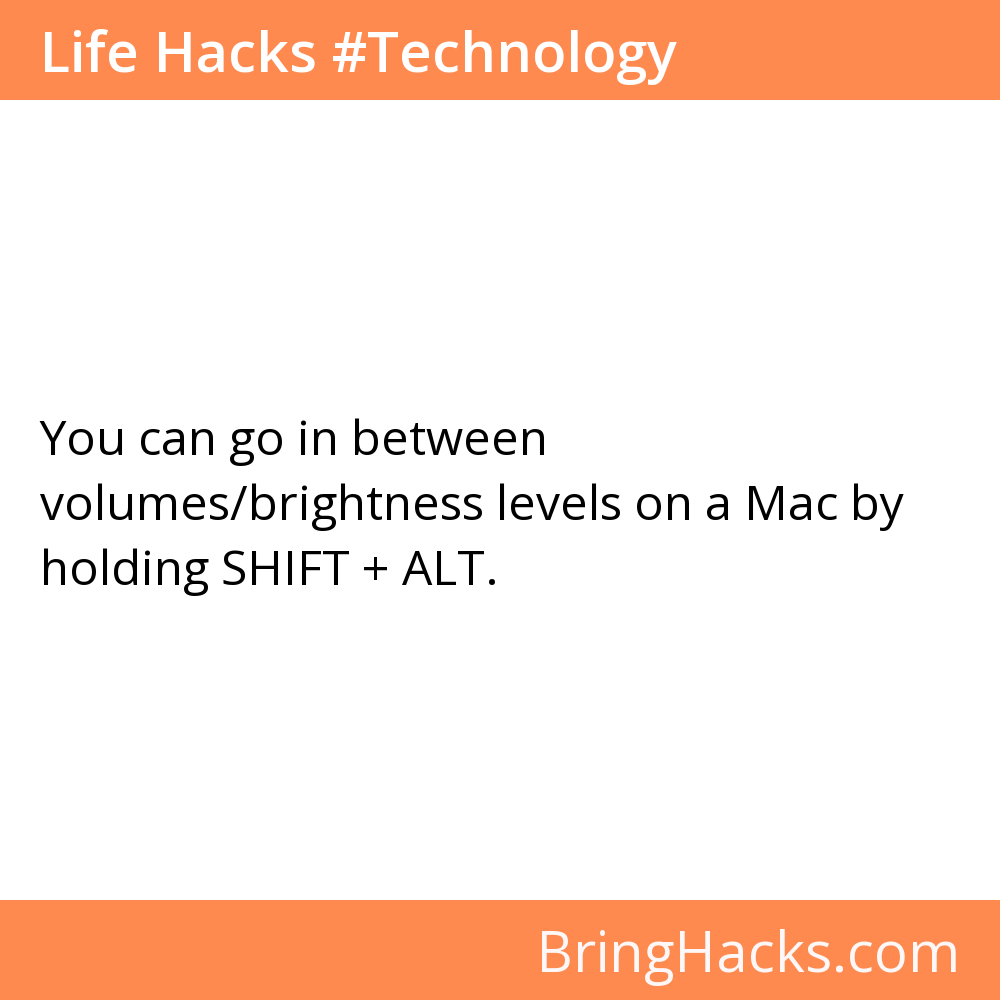 Life Hacks #Technology
You can go in between
volumes/brightness levels on a Mac by
holding SHIFT + ALT.
BringHacks.com